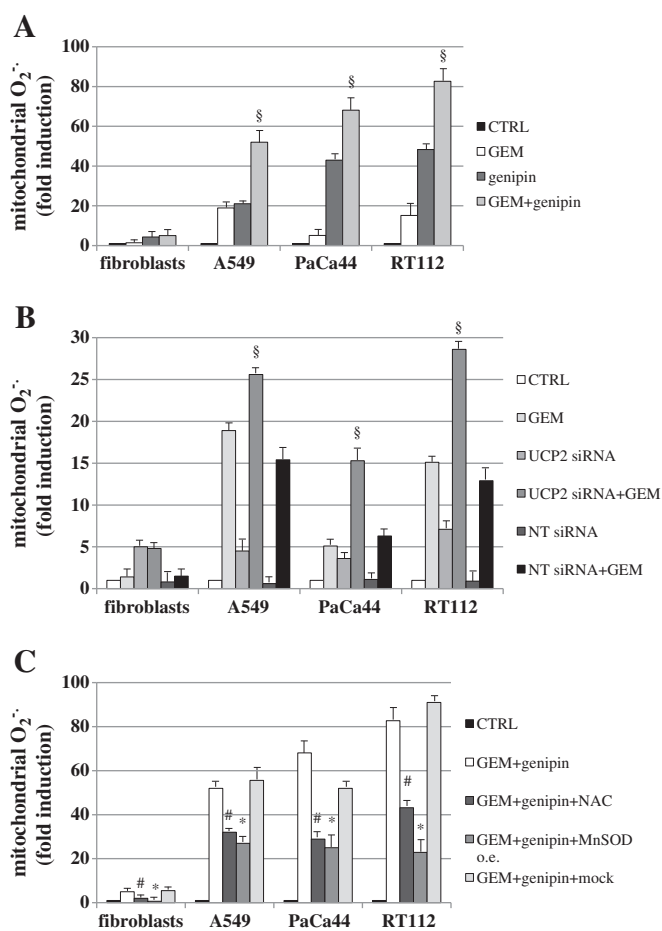 A
mitochondrial O2-·
(fold induction)
100
80
60
40
20
0
§
§
§
fibroblasts
A549
PaCa44
RT112
CTRL
GEM
genipin
GEM+genipin
B
mitochondrial O2-·
(fold induction)
30
25
20
15
10
5
0
§
§
§
fibroblasts
A549
PaCa44
RT112
CTRL
GEM
UCP2 siRNA
UCP2 siRNA+GEM
NT siRNA
NT siRNA+GEM
C
mitochondrial O2-·
(fold induction)
100
80
60
40
20
0
# *
# *
# *
# *
fibroblasts
A549
PaCa44
RT112
CTRL
GEM+genipin
GEM+genipin+NAC
GEM+genipin+MnSOD
o.e.
GEM+genipin+mock